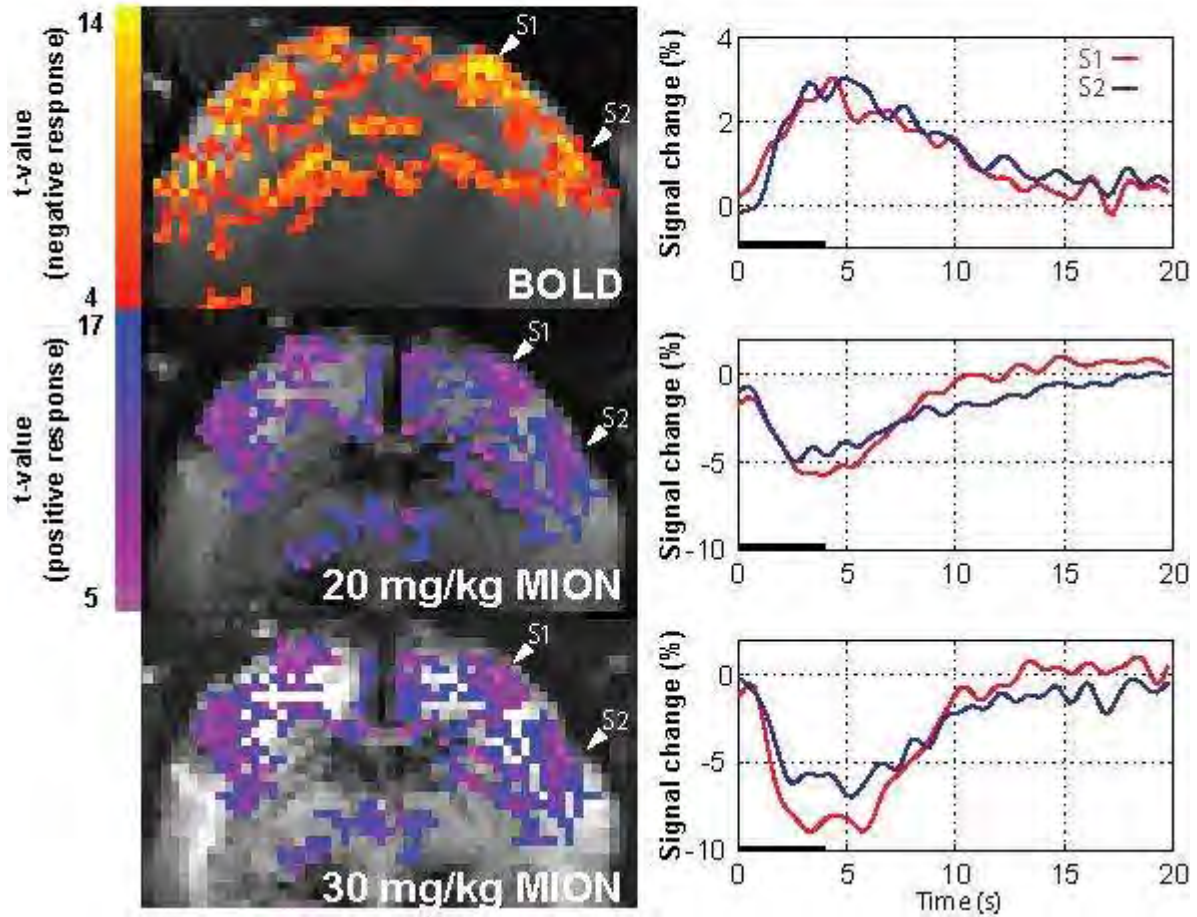 14
t-value
(negative response)
4
17
t-value
(positive response)
5
S1
S2
BOLD
S1
S2
20 mg/kg MION
S1
S2
30 mg/kg MION
Signal change (%)
4
2
0
S1
S2
0 5 10 15 20
Signal change (%)
0
-5
-10
0 5 10 15 20
Signal change (%)
0
-5
-10
0 5 10 15 20
Time (s)